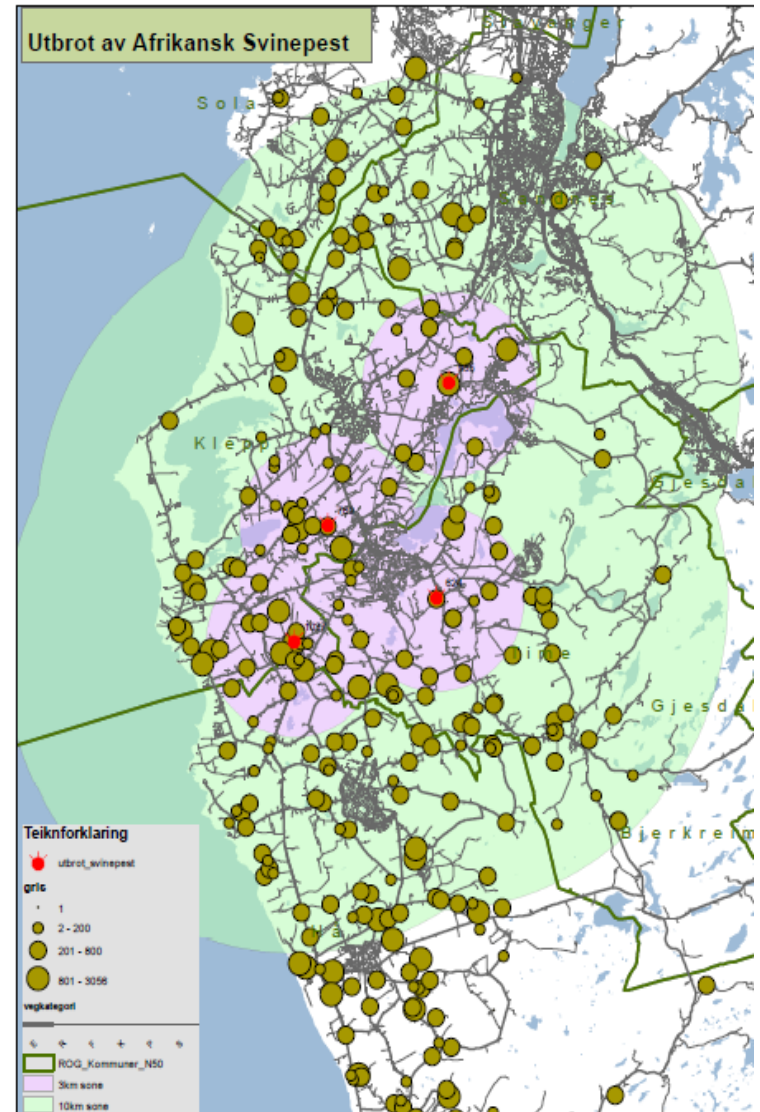 Utbrot av Afrikansk Svinepest
Sola
Klepp
Gjesdal
Bjerkreim
Teiknforklaring
utbrot_svinepest
gris
1
2 - 200
201 - 800
801 - 3056
vegkategori
ROG_Kommuner_N50
3km sone
10km sone